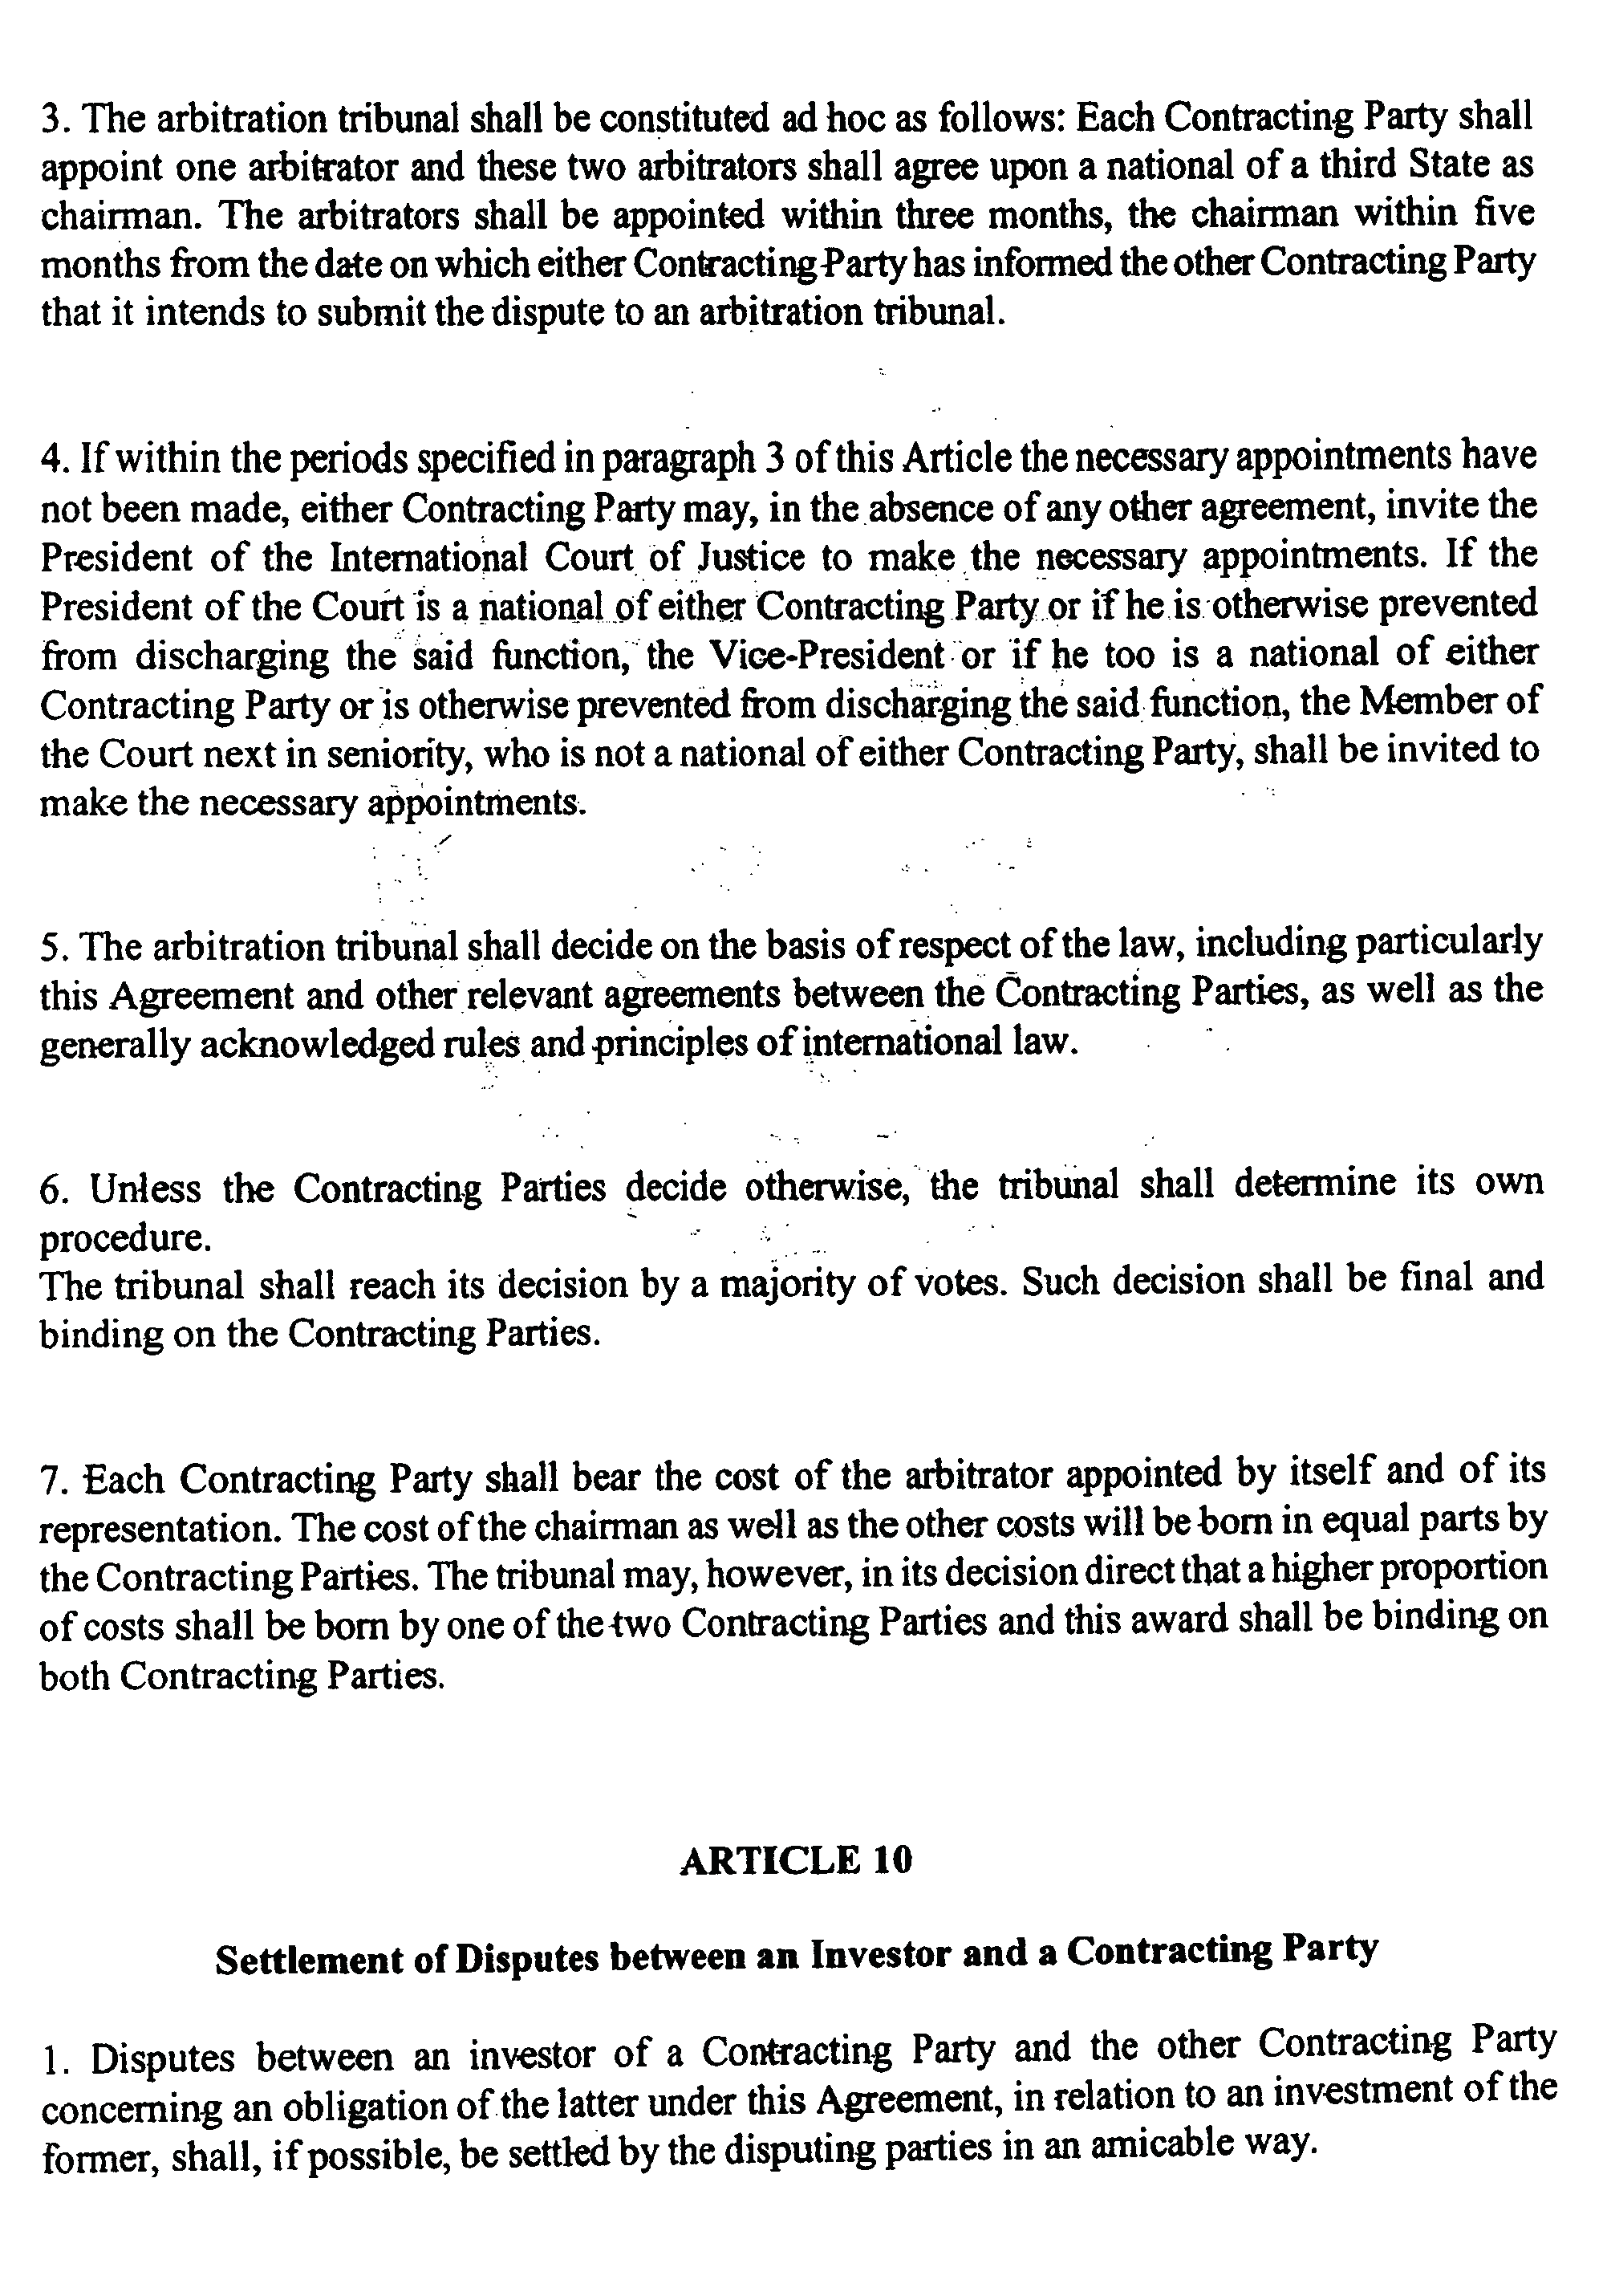 3. The arbitration tribunal shall be constituted ad hoc as follows: Each Contracting Party shall
appoint one arbitrator and these two arbitrators shall agree upon a national of a third State as
chairman. The arbitrators shall be appointed within three months, the chairman within five
months from the date on which either Contracting Party has informed the other Contracting Party
that it intends to submit the dispute to an arbitration tribunal.
4. If within the periods specified in paragraph 3 of this Article the necessary appointments have
not been made, either Contracting Party may, in the absence of any other agreement, invite the
President of the International Court of Justice to make the necessary appointments. If the
President of the Court is a national of either Contracting Party or if he is otherwise prevented
from discharging the said function, the Vice-President or if he too is a national of either
Contracting Party or is otherwise prevented from discharging the said function, the Member of
the Court next in seniority, who is not a national of either Contracting Party, shall be invited to
make the necessary appointments.
5. The arbitration tribunal shall decide on the basis of respect of the law, including particularly
this Agreement and other relevant agreements between the Contracting Parties, as well as the
generally acknowledged rules and principles of international law.
6. Unless the Contracting Parties decide otherwise, the tribunal shall determine its own
procedure.
The tribunal shall reach its decision by a majority of votes. Such decision shall be final and
binding on the Contracting Parties.
7. Each Contracting Party shall bear the cost of the arbitrator appointed by itself and of its
representation. The cost of the chairman as well as the other costs will be born in equal parts by
the Contracting Parties. The tribunal may, however, in its decision direct that a higher proportion
of costs shall be born by one of the two Contracting Parties and this award shall be binding on
both Contracting Parties.
ARTICLE 10
Settlement of Disputes between an Investor and a Contracting Party
1. Disputes between an investor of a Contracting Party and the other Contracting Party
concerning an obligation of the latter under this Agreement, in relation to an investment of the
former, shall, if possible, be settled by the disputing parties in an amicable way.